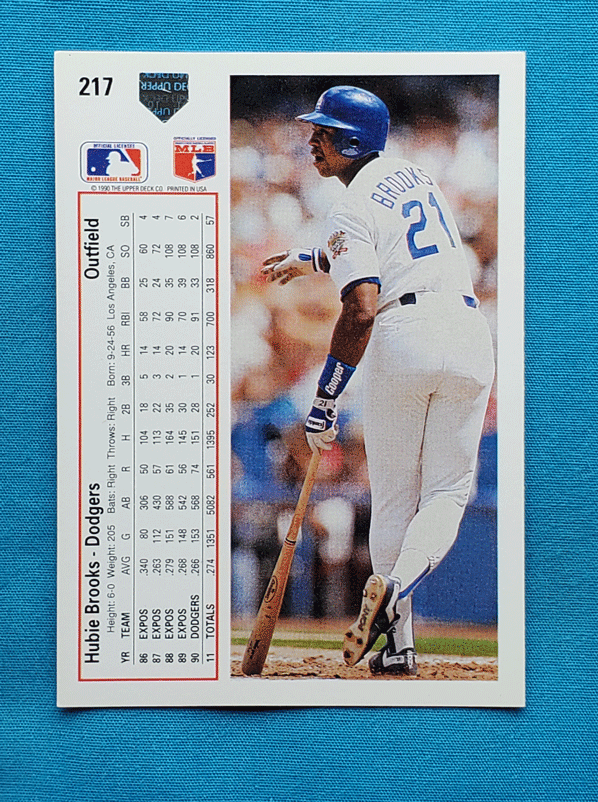 217
UPPER DECK
OFFICIAL LICENSEE
MAJOR LEAGUE BASEBALL
OFFICIALLY LICENSED
MLB
© 1990 THE UPPER DECK CO. PRINTED IN USA
Hubie Brooks - Dodgers Outfield
Height: 6-0 Weight: 205 Bats: Right Throws: Right Born: 9-24-56 Los Angeles, CA
YR TEAM AVG G AB R H 2B 3B HR RBI BB SO SB
86 EXPOS .340 80 306 50 104 18 5 14 58 25 60 4
87 EXPOS .263 112 430 57 113 22 3 14 72 24 72 4
88 EXPOS .279 151 588 61 164 35 2 20 90 35 108 7
89 EXPOS .268 148 542 56 145 30 1 14 70 39 108 6
90 DODGERS .266 153 568 74 151 28 1 20 91 33 108 2
11 TOTALS .274 1351 5082 561 1395 252 30 123 700 318 860 57
BROOKS
21
Cooper
21
PONY